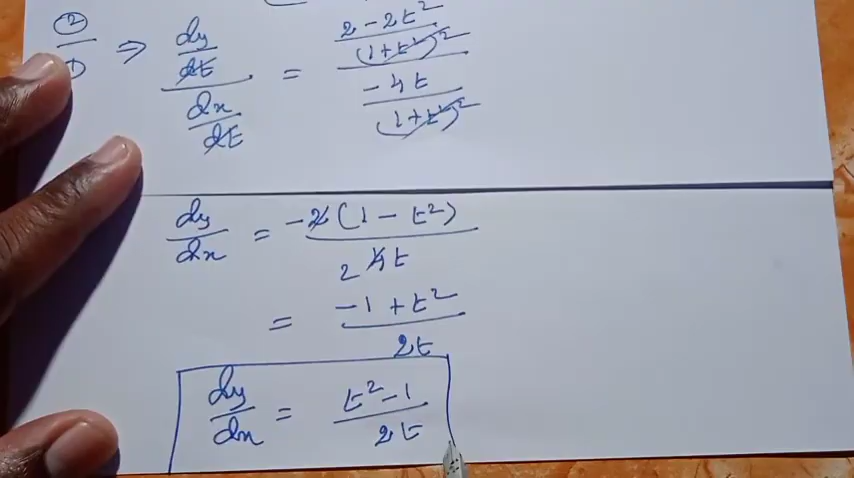 ②/① ⇒ (dy/dt)/(dx/dt) = ((2 - 2t²)/(1 + t²)²)/((-4t)/(1 + t²)²)
dy/dx = -2(1 - t²)/2 4t
= (-1 + t²)/2t
dy/dx = (t² - 1)/2t